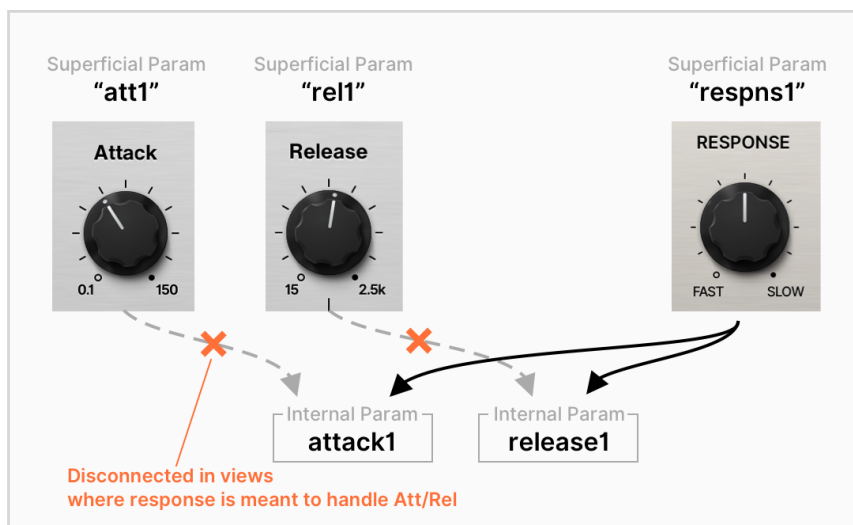 Superficial Param
“att1”
Superficial Param
“rel1”
Superficial Param
“respns1”
Attack
0.1
150
Release
15
2.5k
RESPONSE
FAST
SLOW
Internal Param
attack1
Internal Param
release1
Disconnected in views
where response is meant to handle Att/Rel